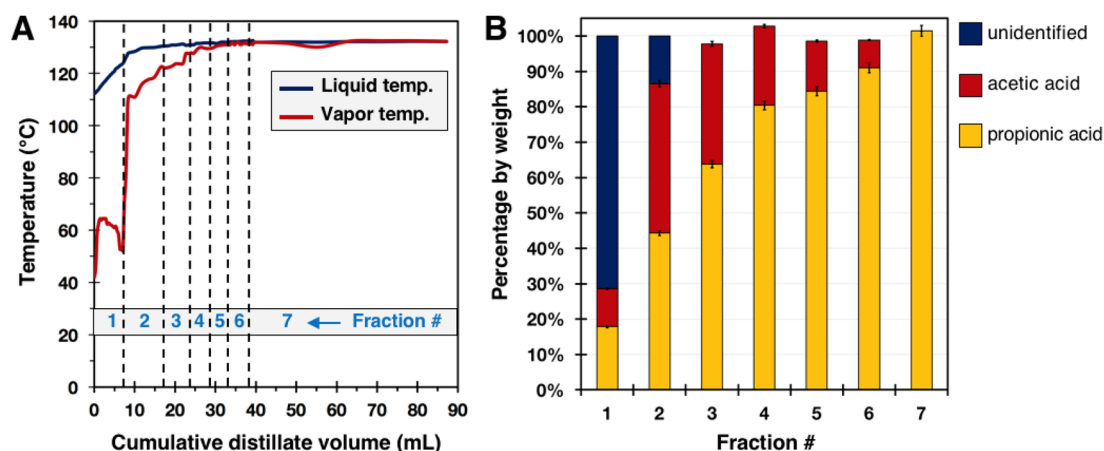 A
Temperature (°C)
140
120
100
80
60
40
20
0
Liquid temp.
Vapor temp.
1 2 3 4 5 6 7 ← Fraction #
0 10 20 30 40 50 60 70 80 90
Cumulative distillate volume (mL)
B
Percentage by weight
100%
90%
80%
70%
60%
50%
40%
30%
20%
10%
0%
1 2 3 4 5 6 7
Fraction #
unidentified
acetic acid
propionic acid